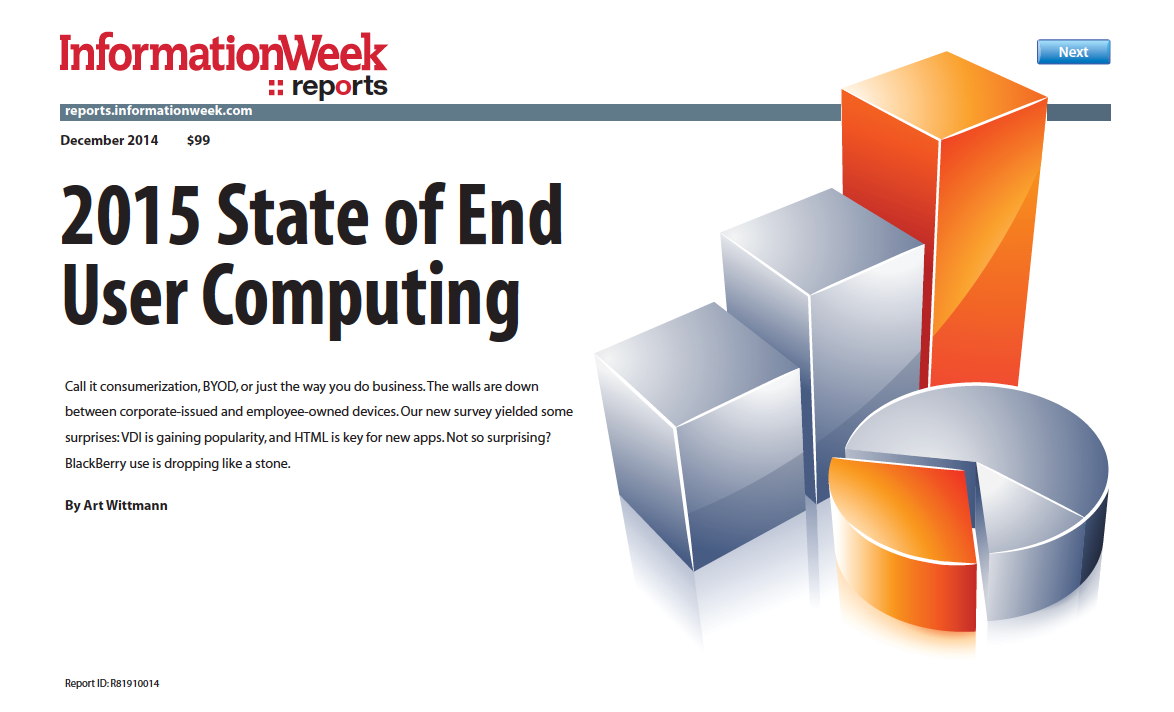 InformationWeek
reports
Next
reports.informationweek.com
December 2014 $99
2015 State of End
User Computing
Call it consumerization, BYOD, or just the way you do business. The walls are down
between corporate-issued and employee-owned devices. Our new survey yielded some
surprises: VDI is gaining popularity, and HTML is key for new apps. Not so surprising?
BlackBerry use is dropping like a stone.
By Art Wittmann
Report ID: R81910014